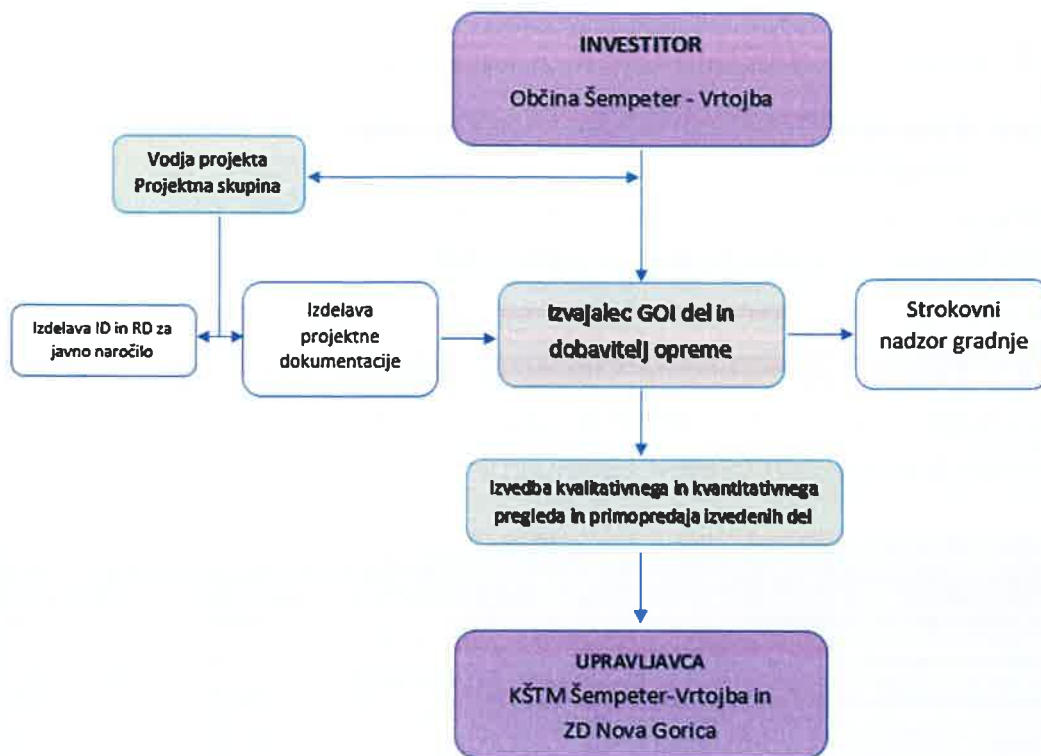 INVESTITOR
Občina Šempeter - Vrtojba
Vodja projekta
Projektna skupina
Izdelava ID in RD za
javno naročilo
Izdelava
projektne
dokumentacije
Izvajalec GOI del in
dobavitelj opreme
Strokovni
nadzor gradnje
Izvedba kvalitativnega in kvantitativnega
pregleda in primopredaja izvedenih del
UPRAVLJAVCA
KŠTM Šempeter-Vrtojba in
ZD Nova Gorica